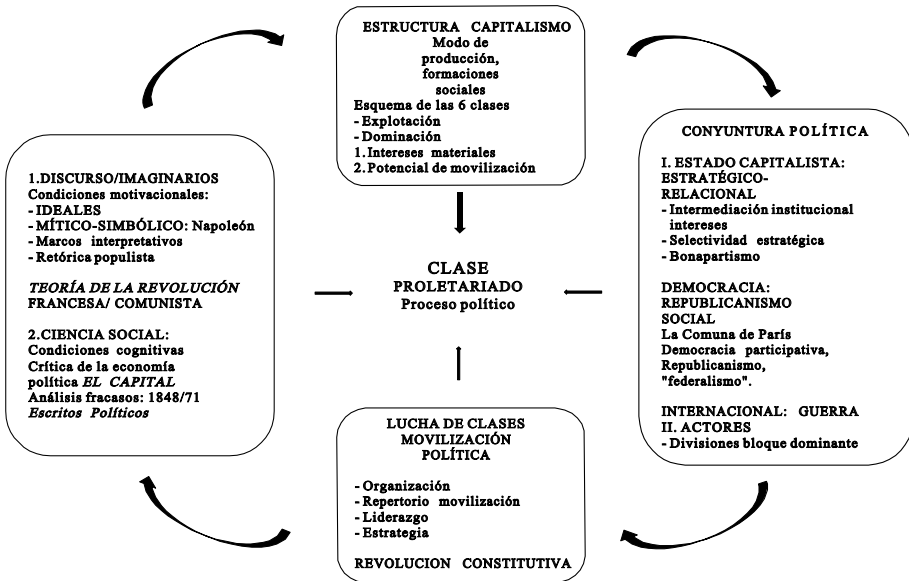 ESTRUCTURA CAPITALISMO
Modo de
producción,
formaciones
sociales
Esquema de las 6 clases
- Explotación
- Dominación
1. Intereses materiales
2. Potencial de movilización
1.DISCURSO/IMAGINARIOS
Condiciones motivacionales:
- IDEALES
- MÍTICO-SIMBÓLICO: Napoleón
- Marcos interpretativos
- Retórica populista
TEORÍA DE LA REVOLUCIÓN
FRANCESA/ COMUNISTA
2.CIENCIA SOCIAL:
Condiciones cognitivas
Crítica de la economía
política EL CAPITAL
Análisis fracasos: 1848/71
Escritos Políticos
CLASE
PROLETARIADO
Proceso político
CONYUNTURA POLÍTICA
I. ESTADO CAPITALISTA:
ESTRATÉGICO-
RELACIONAL
- Intermediación institucional
intereses
- Selectividad estratégica
- Bonapartismo
DEMOCRACIA:
REPUBLICANISMO
SOCIAL
La Comuna de París
Democracia participativa,
Republicanismo,
"federalismo".
INTERNACIONAL: GUERRA
II. ACTORES
- Divisiones bloque dominante
LUCHA DE CLASES
MOVILIZACIÓN
POLÍTICA
- Organización
- Repertorio movilización
- Liderazgo
- Estrategia
REVOLUCION CONSTITUTIVA